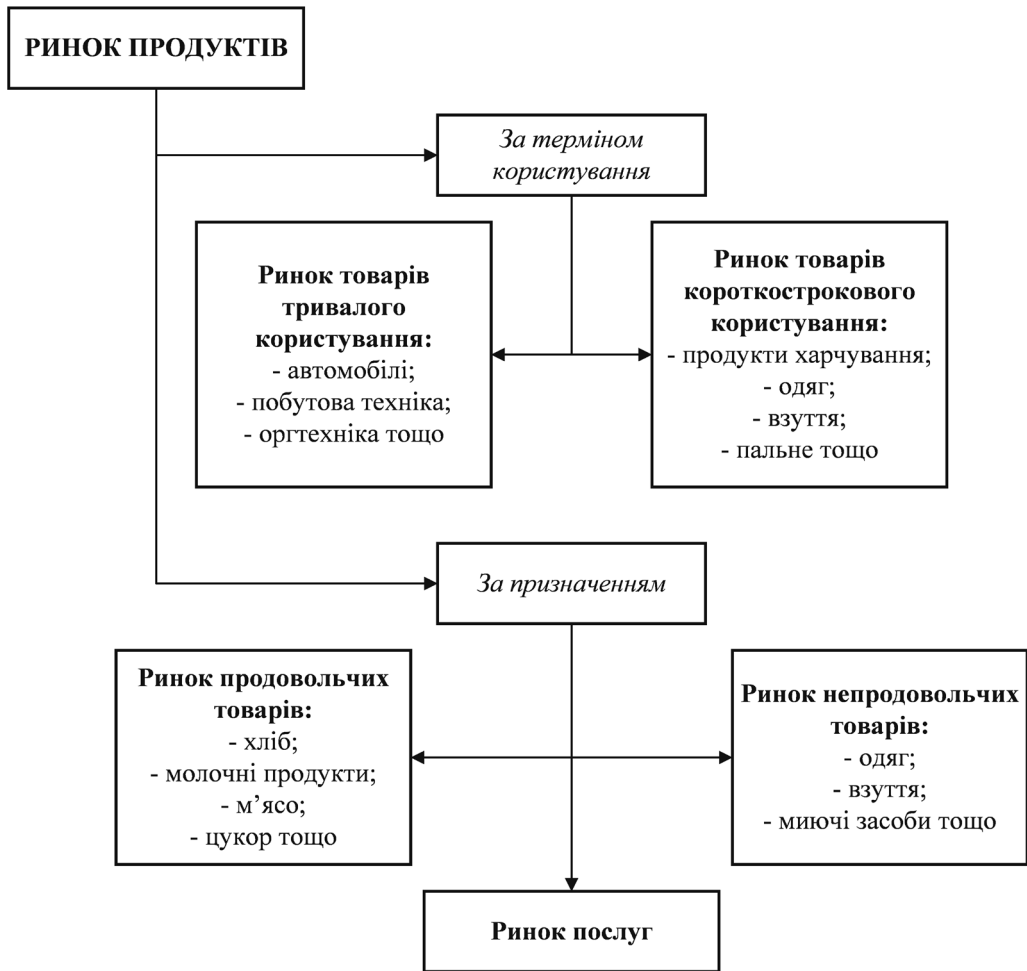 РИНОК ПРОДУКТІВ
За терміном
користування
Ринок товарів
тривалого
користування:
- автомобілі;
- побутова техніка;
- оргтехніка тощо
Ринок товарів
короткострокового
користування:
- продукти харчування;
- одяг;
- взуття;
- пальне тощо
За призначенням
Ринок продовольчих
товарів:
- хліб;
- молочні продукти;
- м’ясо;
- цукор тощо
Ринок непродовольчих
товарів:
- одяг;
- взуття;
- миючі засоби тощо
Ринок послуг